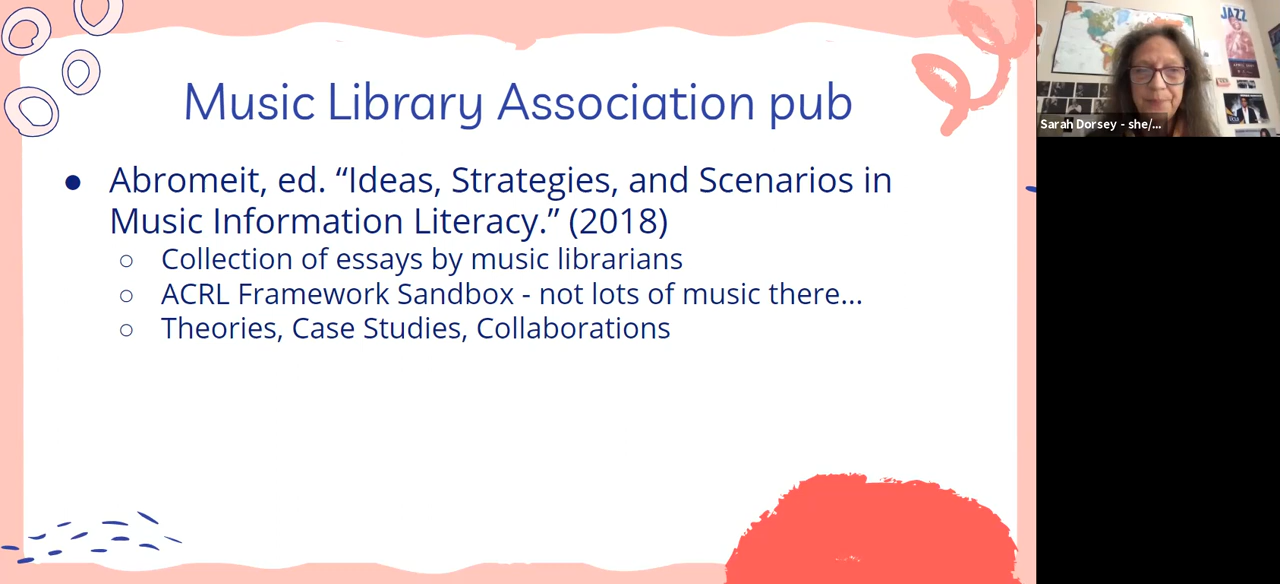 Music Library Association pub
● Abromeit, ed. “Ideas, Strategies, and Scenarios in
Music Information Literacy.” (2018)
○ Collection of essays by music librarians
○ ACRL Framework Sandbox - not lots of music there...
○ Theories, Case Studies, Collaborations
JAZZ
Sarah Dorsey - she/...